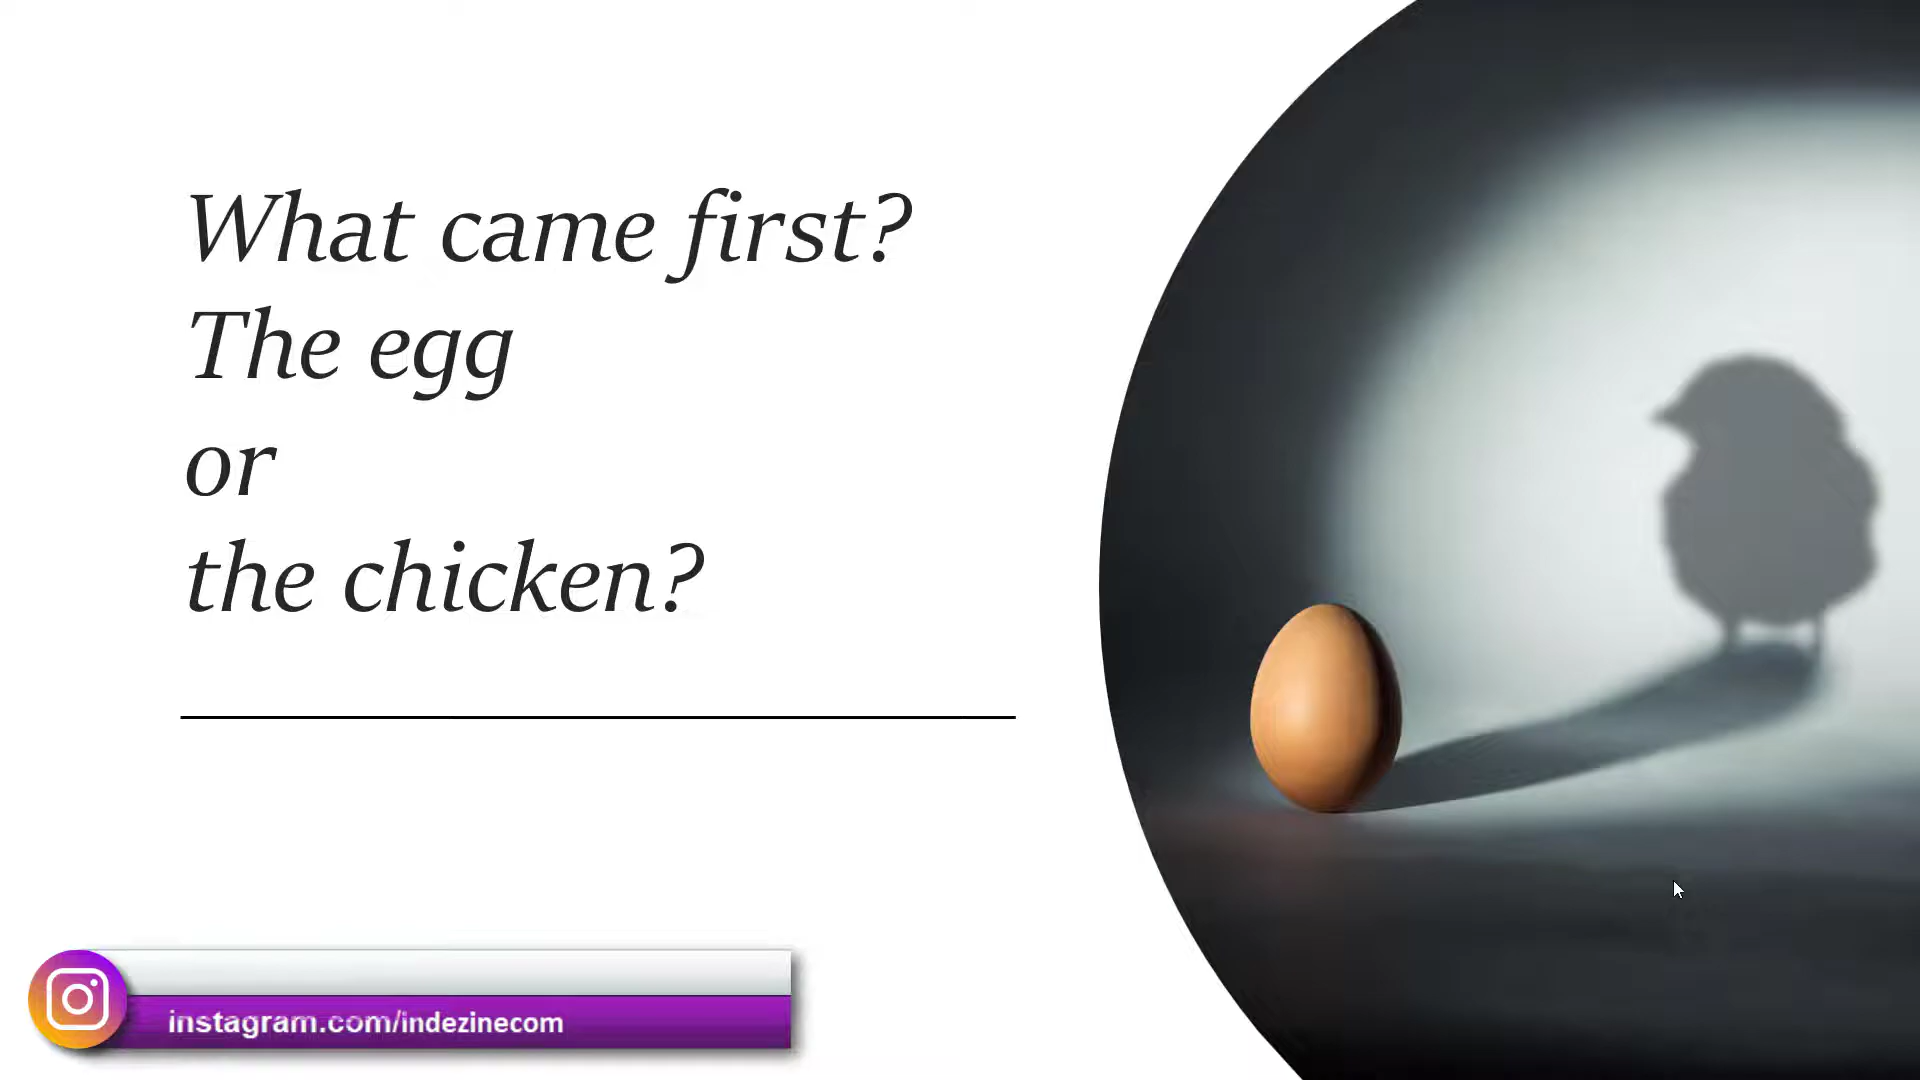 What came first?
The egg
or
the chicken?
instagram.com/indezinecom